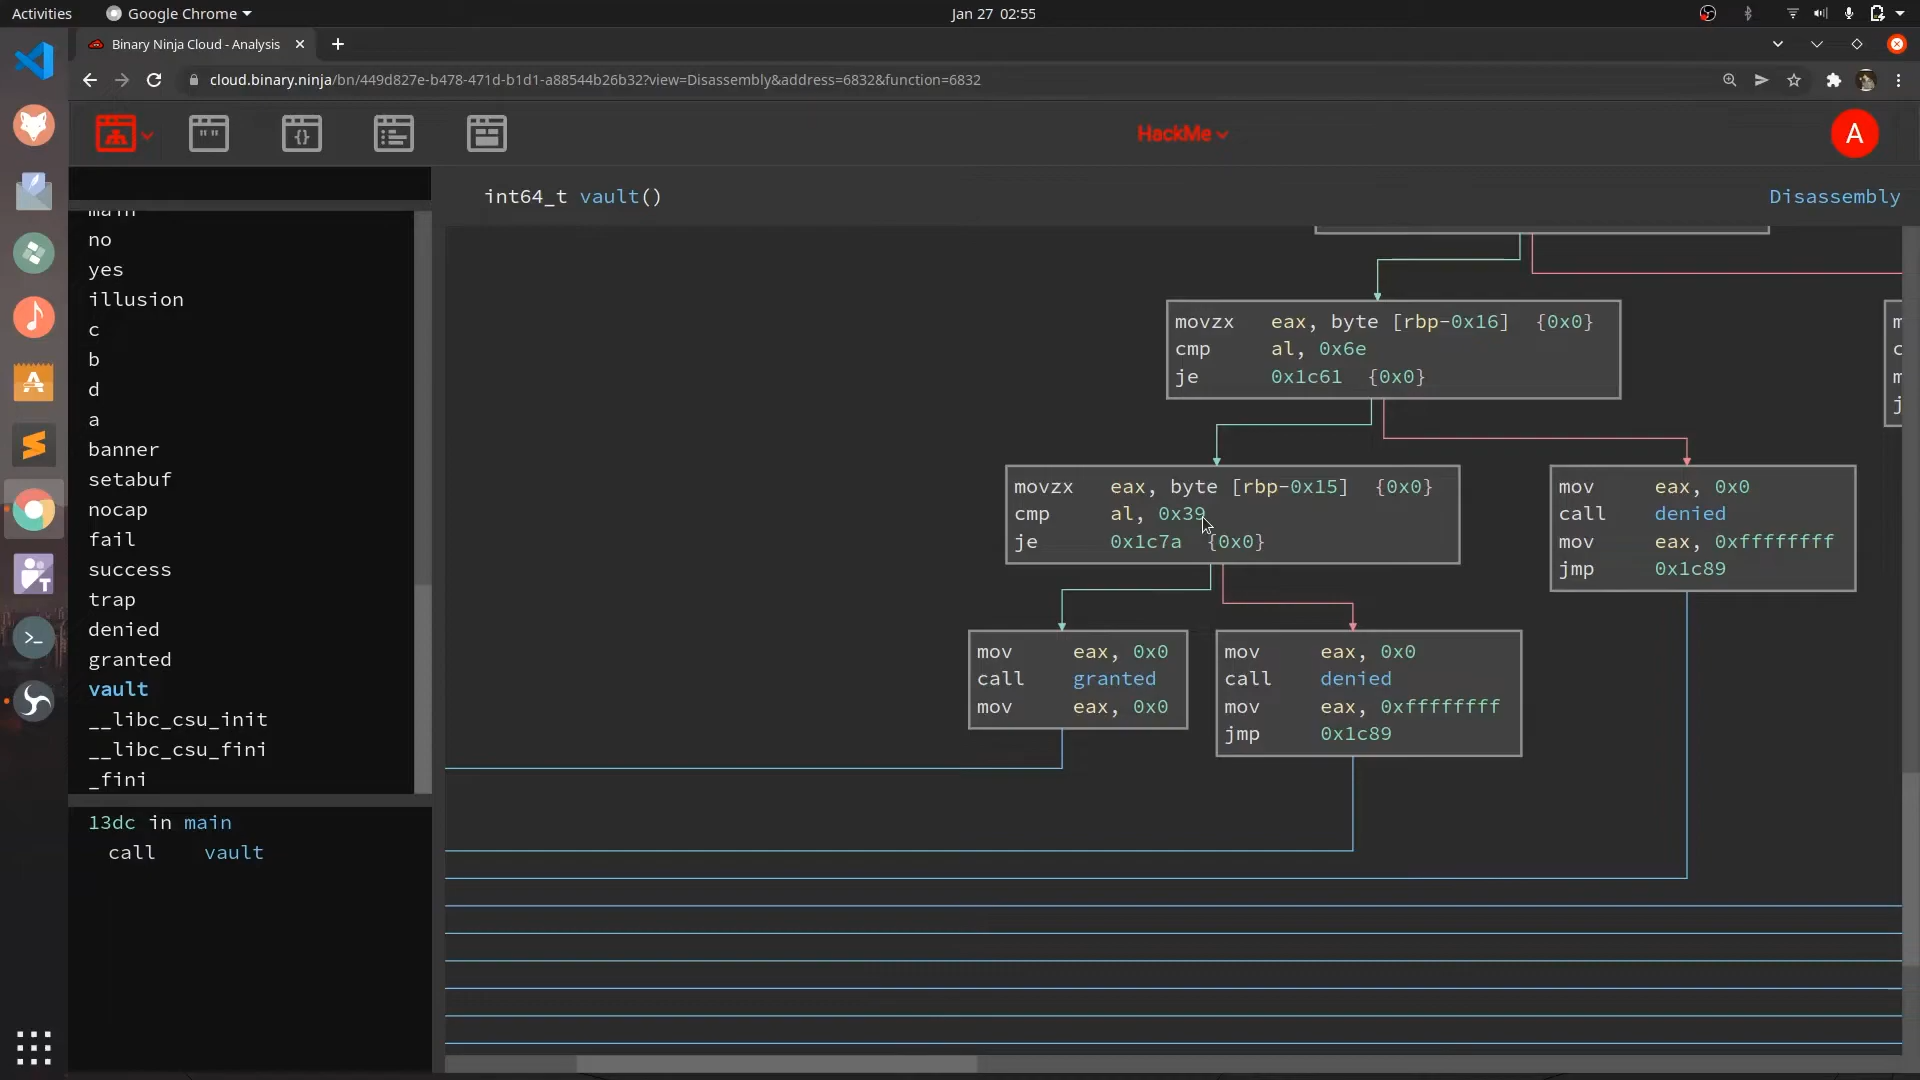 Activities
Google Chrome
Jan 27 02:55
Binary Ninja Cloud - Analysis
cloud.binary.ninja/bn/449d827e-b478-471d-b1d1-a88544b26b32?view=Disassembly&address=6832&function=6832
HackMe
A
int64_t vault()
Disassembly
main
no
yes
illusion
c
b
d
a
banner
setabuf
nocap
fail
success
trap
denied
granted
vault
__libc_csu_init
__libc_csu_fini
_fini
13dc in main
call vault
movzx eax, byte [rbp-0x16] {0x0}
cmp al, 0x6e
je 0x1c61 {0x0}
movzx eax, byte [rbp-0x15] {0x0}
cmp al, 0x39
je 0x1c7a {0x0}
mov eax, 0x0
call denied
mov eax, 0xffffffff
jmp 0x1c89
mov eax, 0x0
call granted
mov eax, 0x0
mov eax, 0x0
call denied
mov eax, 0xffffffff
jmp 0x1c89